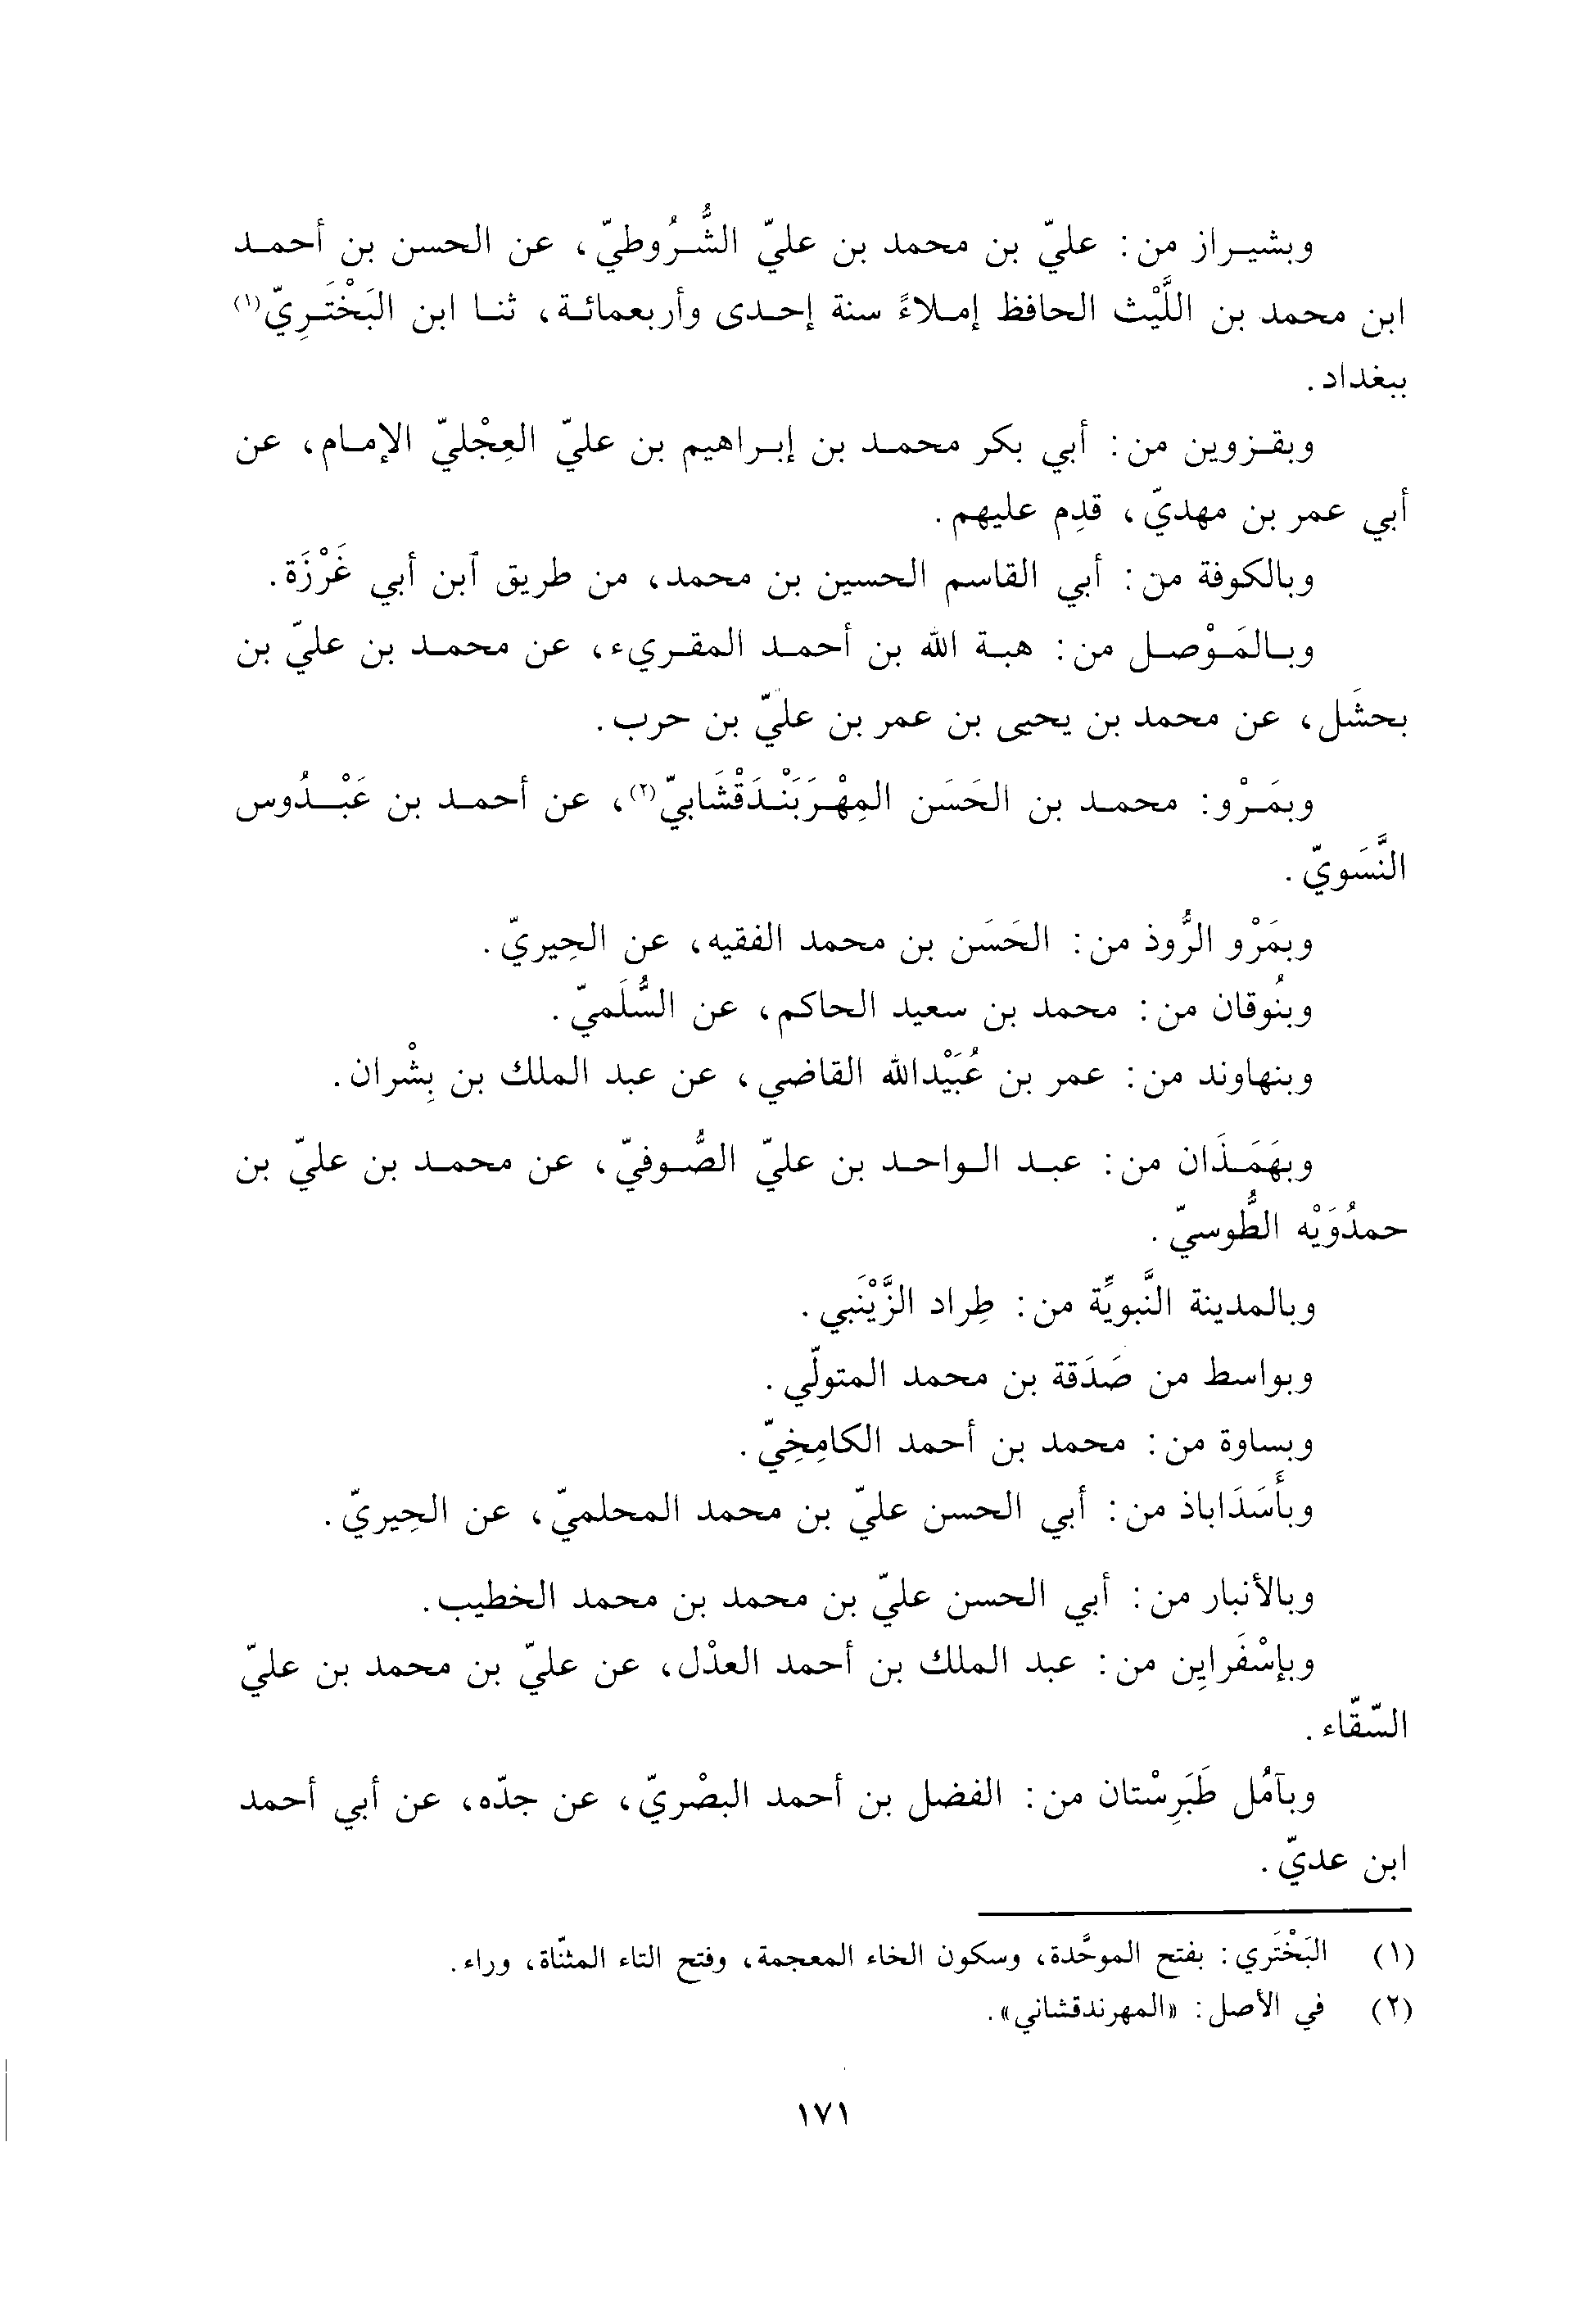 وبشيراز من: عليّ بن محمد بن عليّ الشُّرُوطيّ، عن الحسن بن أحمد
ابن محمد بن اللَّيْث الحافظ إملاءً سنة إحدى وأربعمائة، ثنا ابن البَخْتَرِيّ(١)
ببغداد.
وبقزوين من: أبي بكر محمد بن إبراهيم بن عليّ العِجْليّ الإمام، عن
أبي عمر بن مهديّ، قدِم عليهم.
وبالكوفة من: أبي القاسم الحسين بن محمد، من طريق آبن أبي غَرْزَة.
وبالمَوْصل من: هبة الله بن أحمد المقريء، عن محمد بن عليّ بن
بحشَل، عن محمد بن يحيى بن عمر بن عليّ بن حرب.
وبمَرْو: محمد بن الحَسَن المِهْرَبَنْدَقْشَابيّ(٢)، عن أحمد بن عَبْدُوس
النَّسَويّ.
وبمَرْو الرُّوذ من: الحَسَن بن محمد الفقيه، عن الحِيريّ.
وبنُوقان من: محمد بن سعيد الحاكم، عن السُّلَميّ.
وبنهاوند من: عمر بن عُبَيْدالله القاضي، عن عبد الملك بن بِشْران.
وبهَمَذَان من: عبد الواحد بن عليّ الصُّوفيّ، عن محمد بن عليّ بن
حمدُوَيْه الطُّوسيّ.
وبالمدينة النَّبويَّة من: طِراد الزَّيْنَبي.
وبواسط من صَدَقة بن محمد المتولّي.
وبساوة من: محمد بن أحمد الكامِخِيّ.
وبأَسَدَاباذ من: أبي الحسن عليّ بن محمد المحلميّ، عن الحِيريّ.
وبالأنبار من: أبي الحسن عليّ بن محمد بن محمد الخطيب.
وبإسْفَرايِن من: عبد الملك بن أحمد العدْل، عن عليّ بن محمد بن عليّ
السّقّاء.
وبآمُل طَبَرِسْتان من: الفضل بن أحمد البصْريّ، عن جدّه، عن أبي أحمد
ابن عديّ.
(١) البَخْتَري: بفتح الموحَّدة، وسكون الخاء المعجمة، وفتح التاء المثنّاة، وراء.
(٢) في الأصل: «المهرندقشاني».
١٧١